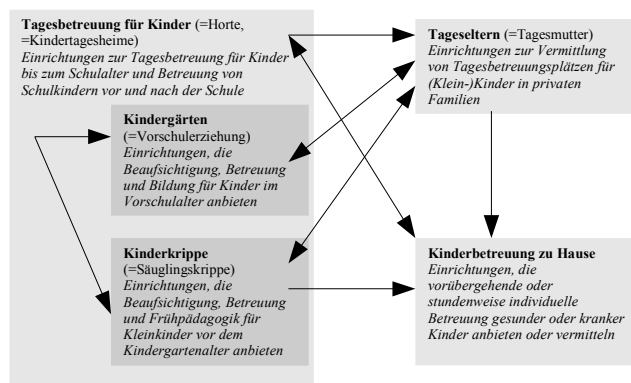 Tagesbetreuung für Kinder (=Horte,
=Kindertagesheime)
Einrichtungen zur Tagesbetreuung für Kinder
bis zum Schulalter und Betreuung von
Schulkindern vor und nach der Schule
Kindergärten
(=Vorschulerziehung)
Einrichtungen, die
Beaufsichtigung, Betreuung
und Bildung für Kinder im
Vorschulalter anbieten
Kinderkrippe
(=Säuglingskrippe)
Einrichtungen, die
Beaufsichtigung, Betreuung
und Frühpädagogik für
Kleinkinder vor dem
Kindergartenalter anbieten
Tageseltern (=Tagesmutter)
Einrichtungen zur Vermittlung
von Tagesbetreuungsplätzen für
(Klein-)Kinder in privaten
Familien
Kinderbetreuung zu Hause
Einrichtungen, die
vorübergehende oder
stundenweise individuelle
Betreuung gesunder oder kranker
Kinder anbieten oder vermitteln